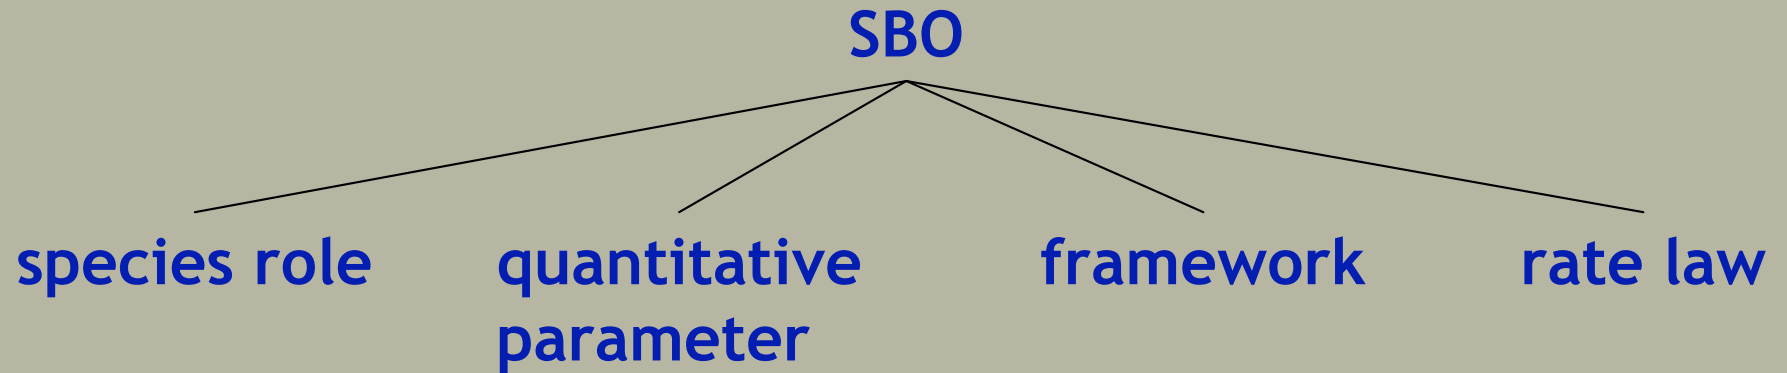 SBO
species role
quantitative
parameter
framework
rate law